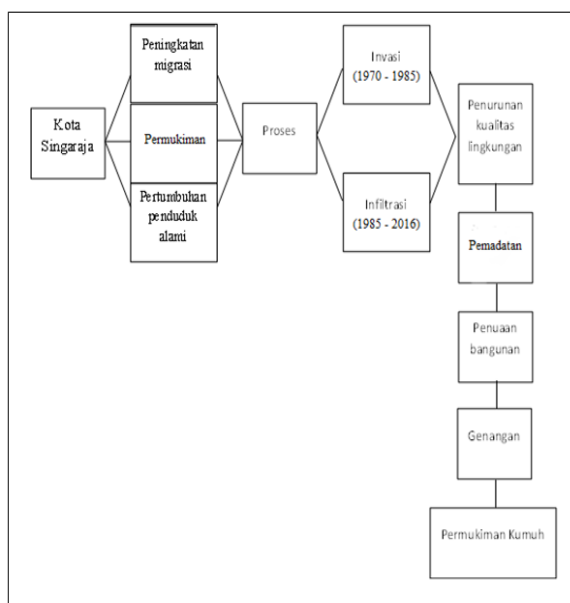 Kota
Singaraja
Peningkatan
migrasi
Permukiman
Pertumbuhan
penduduk
alami
Proses
Invasi
(1970 - 1985)
Infiltrasi
(1985 - 2016)
Penurunan
kualitas
lingkungan
Pemadatan
Penuaan
bangunan
Genangan
Permukiman Kumuh